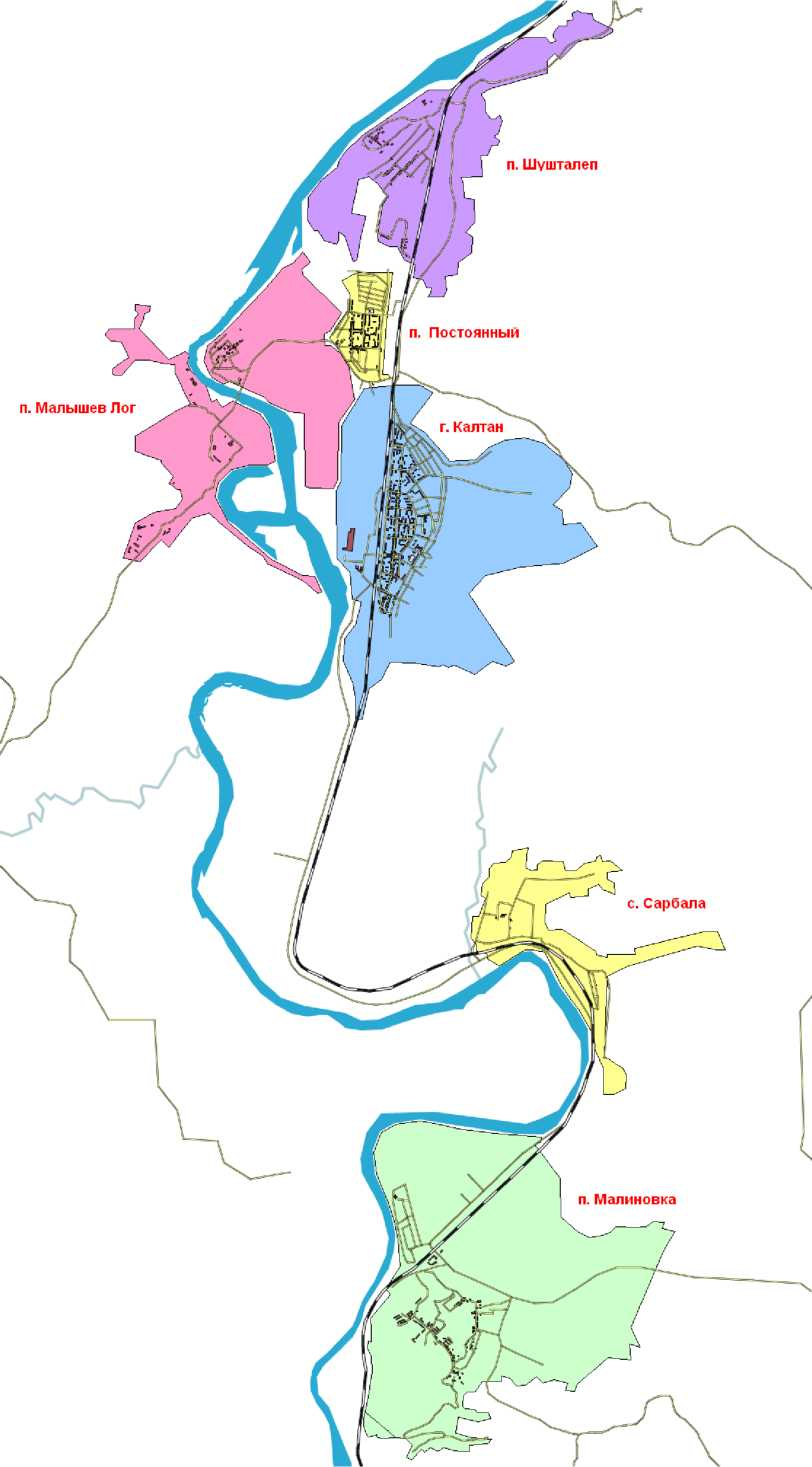 п. Шушталеп
п. Постоянный
п. Малышев Лог
г. Калтан
с. Сарбала
п. Малиновка